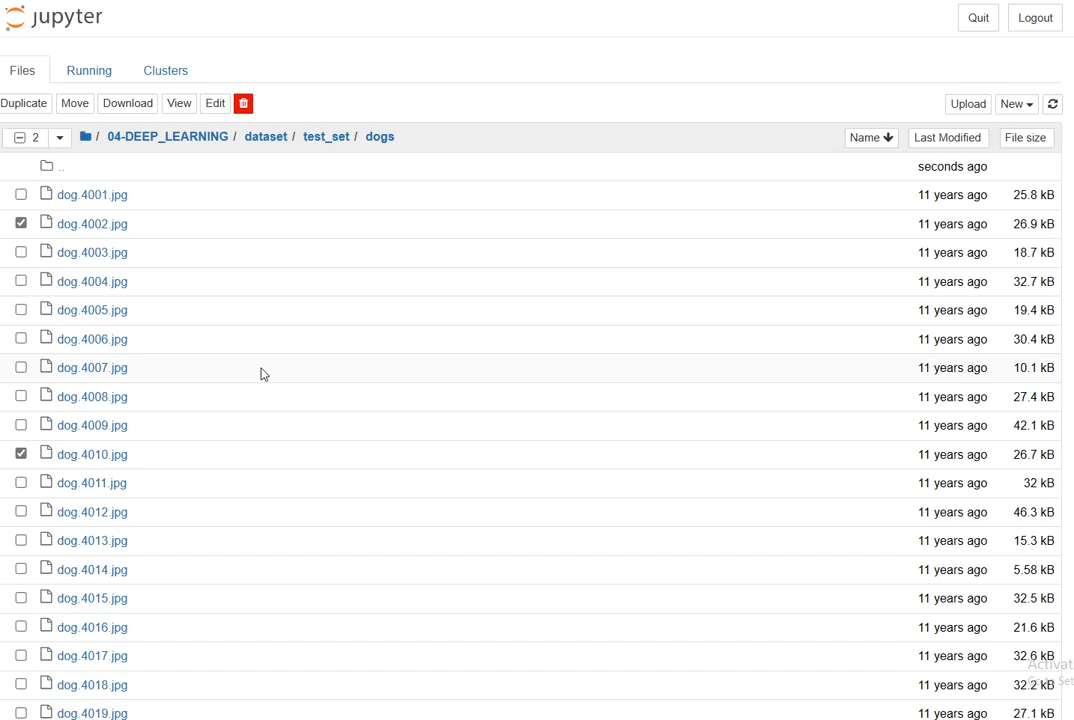 jupyter
Quit
Logout
Files
Running
Clusters
Duplicate
Move
Download
View
Edit
Upload
New
2
/ 04-DEEP_LEARNING / dataset / test_set / dogs
Name
Last Modified
File size
.. seconds ago
dog.4001.jpg 11 years ago 25.8 kB
dog.4002.jpg 11 years ago 26.9 kB
dog.4003.jpg 11 years ago 18.7 kB
dog.4004.jpg 11 years ago 32.7 kB
dog.4005.jpg 11 years ago 19.4 kB
dog.4006.jpg 11 years ago 30.4 kB
dog.4007.jpg 11 years ago 10.1 kB
dog.4008.jpg 11 years ago 27.4 kB
dog.4009.jpg 11 years ago 42.1 kB
dog.4010.jpg 11 years ago 26.7 kB
dog.4011.jpg 11 years ago 32 kB
dog.4012.jpg 11 years ago 46.3 kB
dog.4013.jpg 11 years ago 15.3 kB
dog.4014.jpg 11 years ago 5.58 kB
dog.4015.jpg 11 years ago 32.5 kB
dog.4016.jpg 11 years ago 21.6 kB
dog.4017.jpg 11 years ago 32.6 kB
Activat
dog.4018.jpg 11 years ago 32.2 kB
Set
dog.4019.jpg 11 years ago 27.1 kB